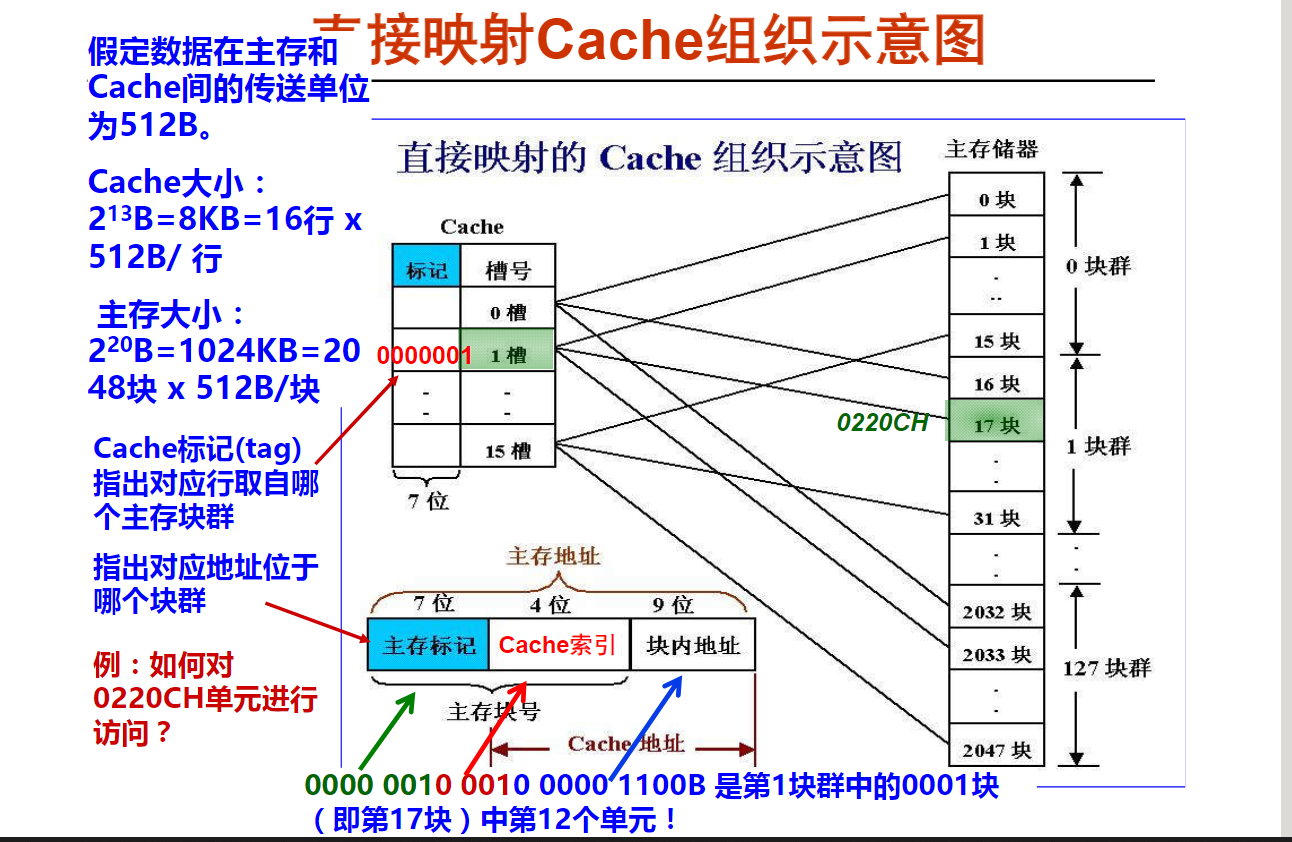 直接映射Cache组织示意图
假定数据在主存和
Cache间的传送单位
为512B。
Cache大小：
2¹³B=8KB=16行 x
512B/ 行
主存大小：
2²⁰B=1024KB=20
48块 x 512B/块
Cache标记(tag)
指出对应行取自哪
个主存块群
指出对应地址位于
哪个块群
例：如何对
0220CH单元进行
访问？
直接映射的 Cache 组织示意图
Cache
标记 槽号
0 槽
0000001 1 槽
- -
- -
15 槽
7 位
主存储器
0 块
1 块
-
--
15 块
16 块
0220CH 17 块
-
-
31 块
-
-
2032 块
2033 块
-
-
2047 块
0 块群
1 块群
-
-
127 块群
主存地址
7 位 4 位 9 位
主存标记 Cache索引 块内地址
主存块号
Cache 地址
0000 0010 0010 0000 1100B 是第1块群中的0001块
（即第17块）中第12个单元！